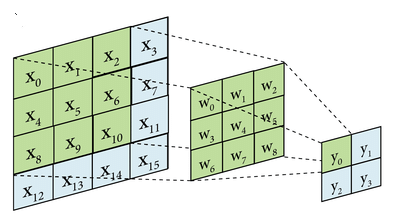 x0 x1 x2 x3
x4 x5 x6 x7
x8 x9 x10 x11
x12 x13 x14 x15
w0 w1 w2
w3 w4 w5
w6 w7 w8
y0 y1
y2 y3